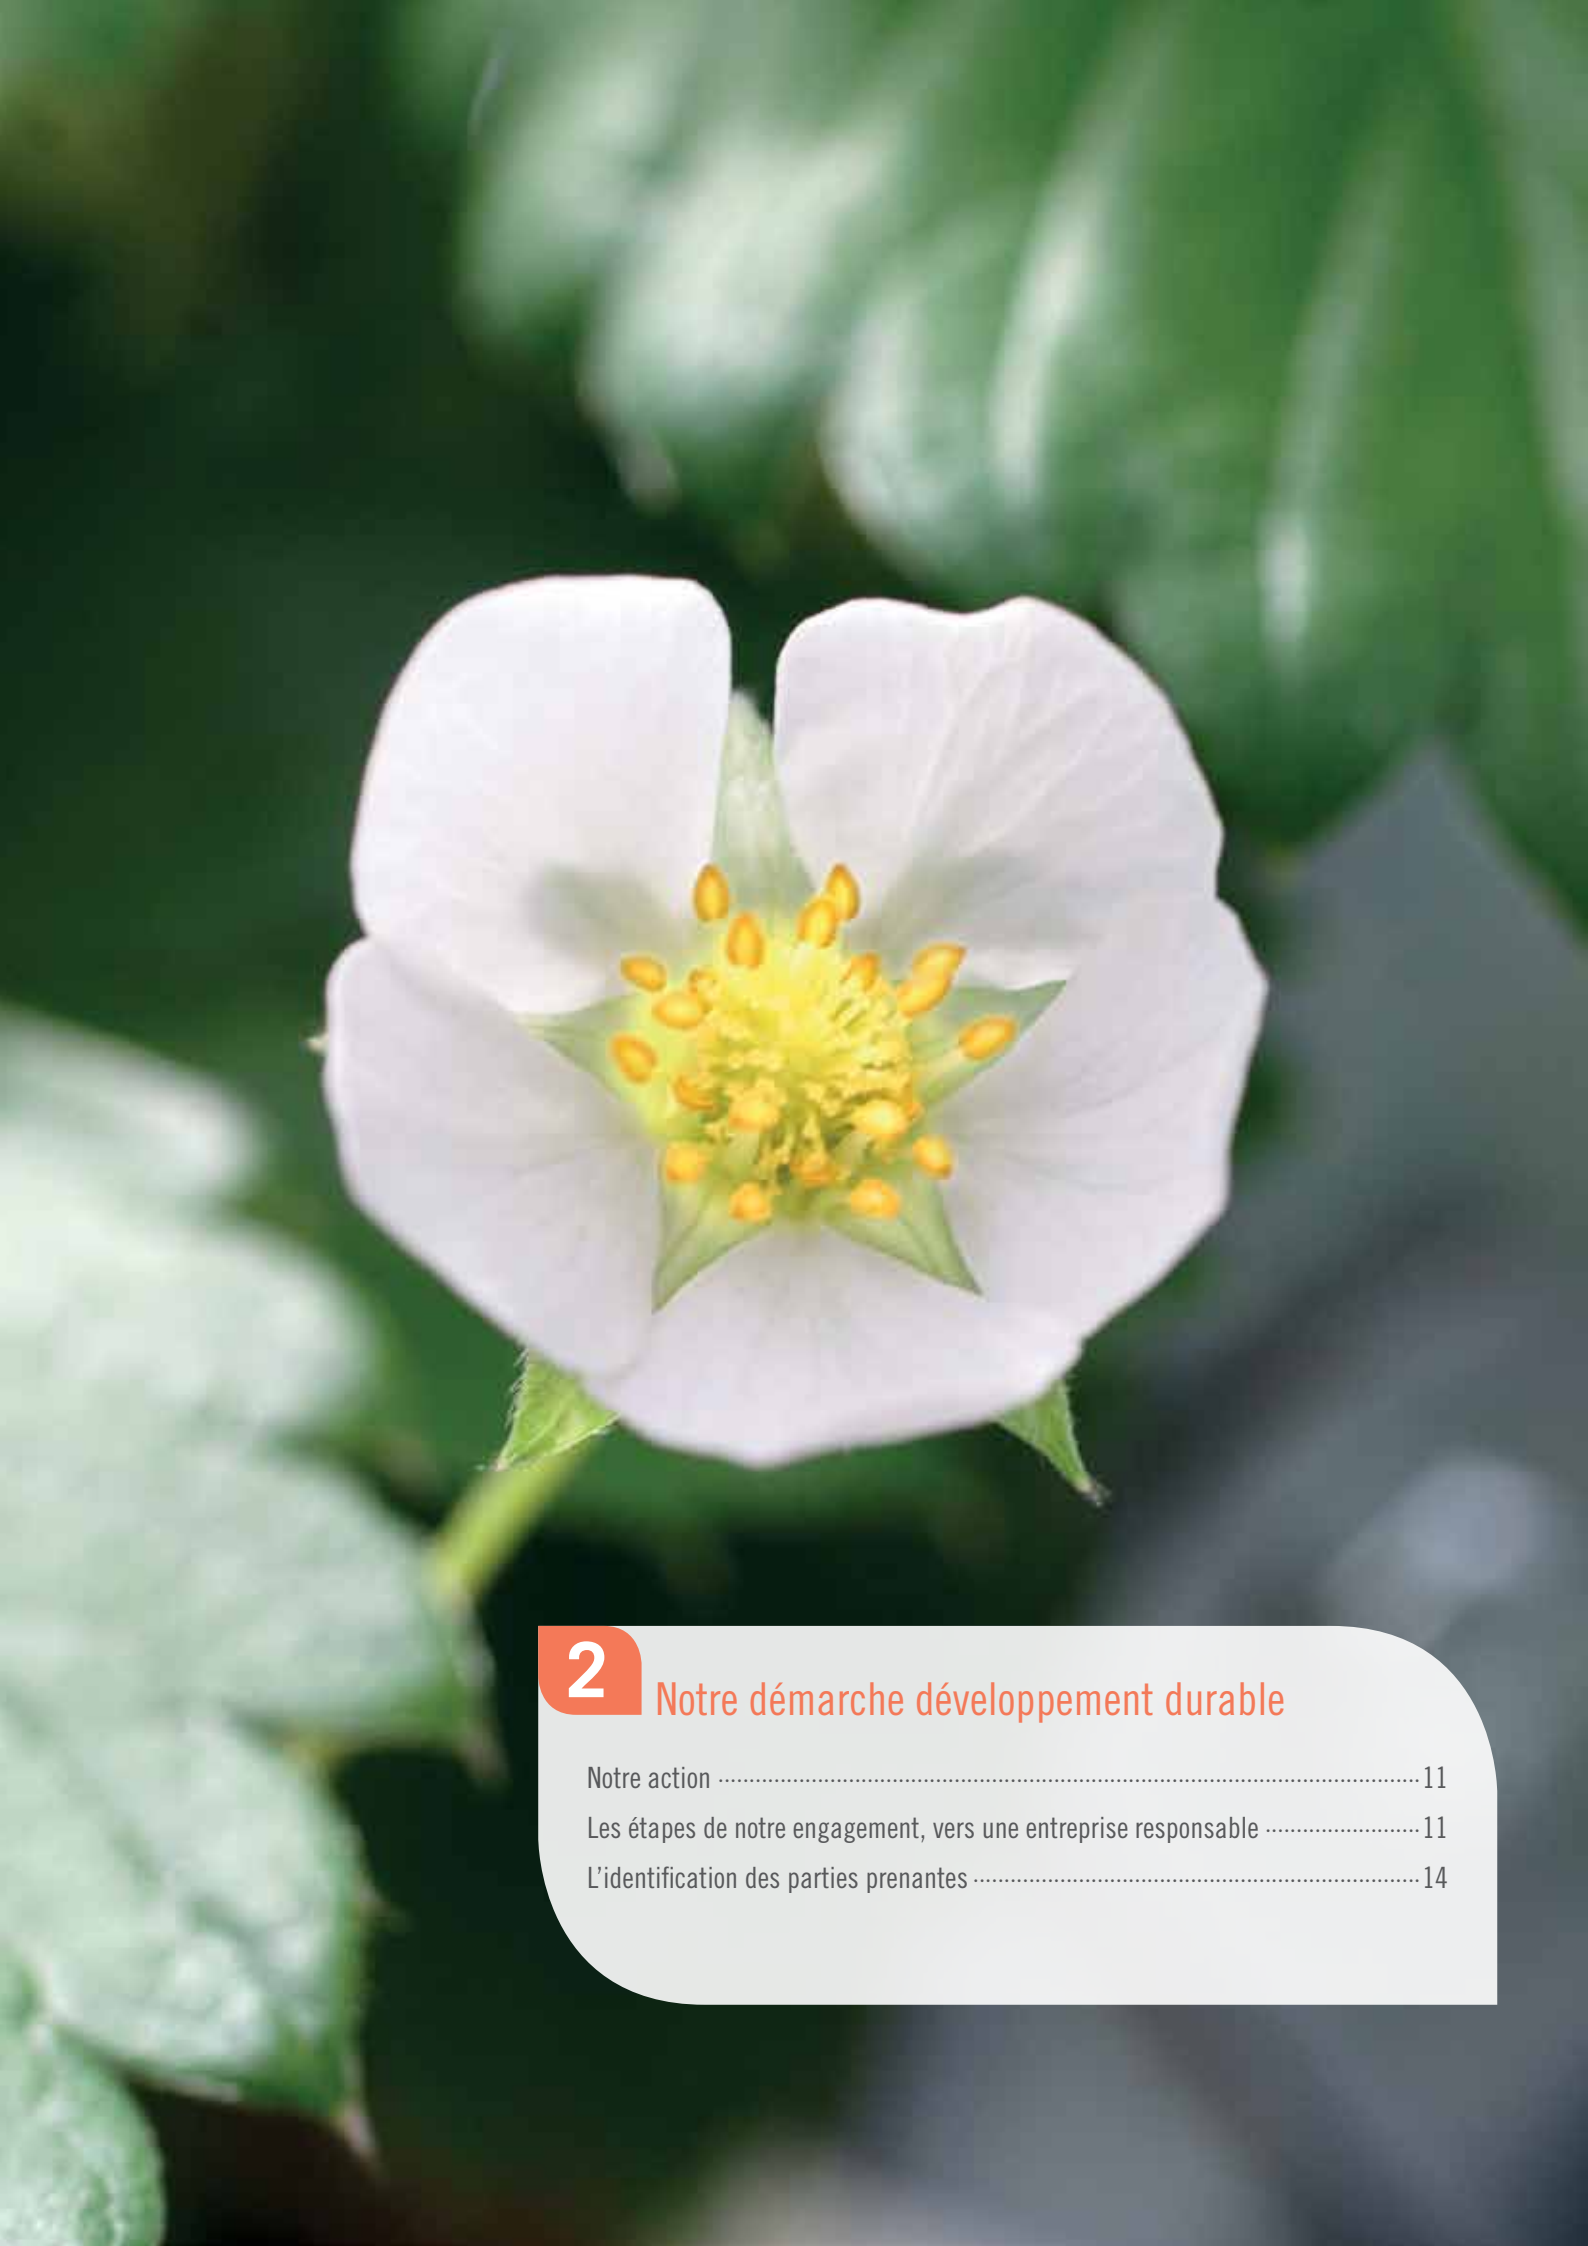 2
Notre démarche développement durable
Notre action 11
Les étapes de notre engagement, vers une entreprise responsable 11
L’identification des parties prenantes 14